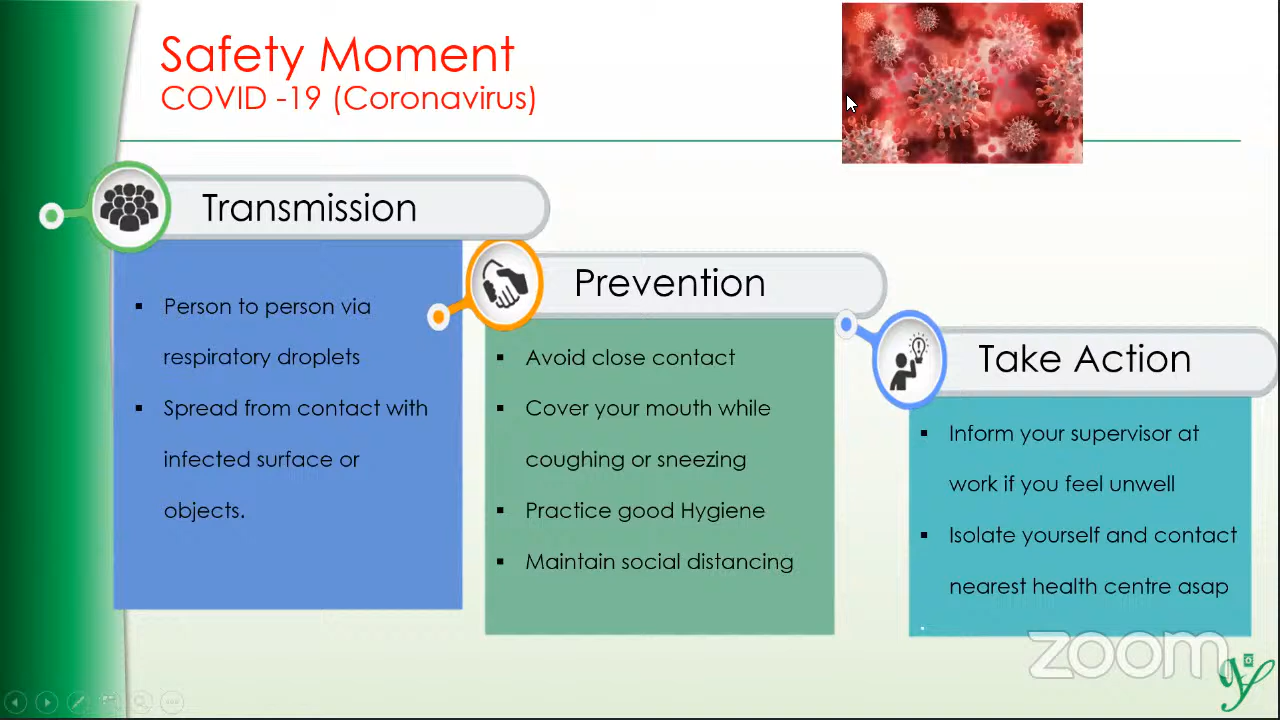 Safety Moment
COVID -19 (Coronavirus)
Transmission
▪ Person to person via
respiratory droplets
▪ Spread from contact with
infected surface or
objects.
Prevention
▪ Avoid close contact
▪ Cover your mouth while
coughing or sneezing
▪ Practice good Hygiene
▪ Maintain social distancing
Take Action
▪ Inform your supervisor at
work if you feel unwell
▪ Isolate yourself and contact
nearest health centre asap
zoom
6